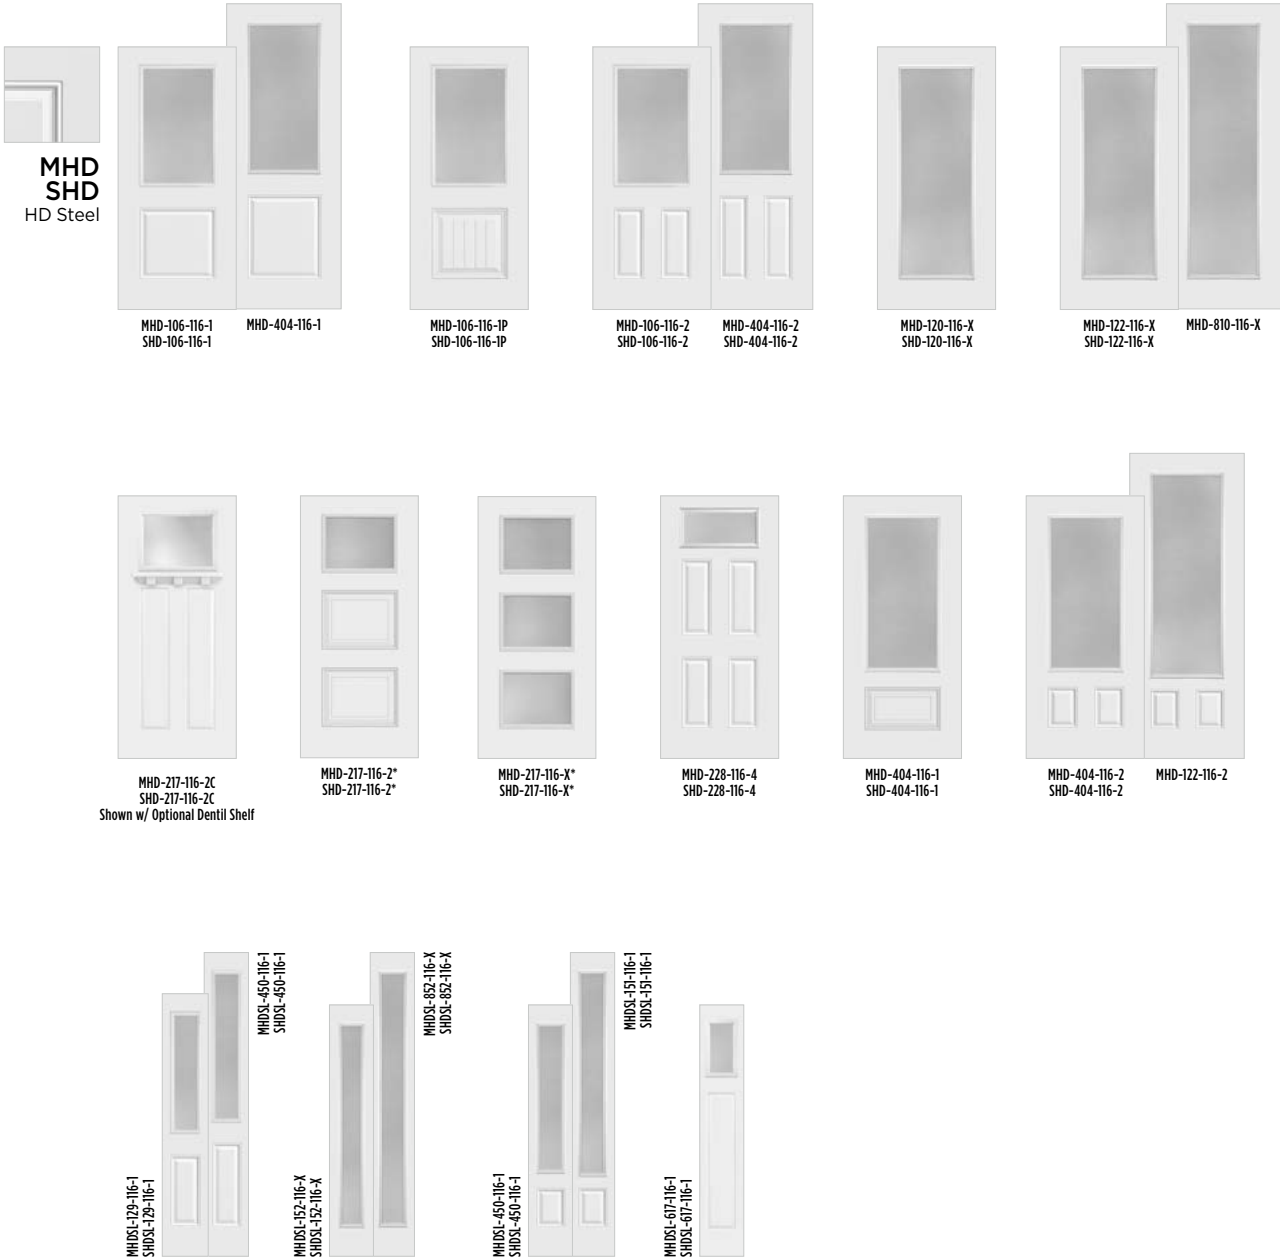 MHD
SHD
HD Steel
MHD-106-116-1
SHD-106-116-1
MHD-404-116-1
MHD-106-116-1P
SHD-106-116-1P
MHD-106-116-2
SHD-106-116-2
MHD-404-116-2
SHD-404-116-2
MHD-120-116-X
SHD-120-116-X
MHD-122-116-X
SHD-122-116-X
MHD-810-116-X
MHD-217-116-2C
SHD-217-116-2C
Shown w/ Optional Dentil Shelf
MHD-217-116-2*
SHD-217-116-2*
MHD-217-116-X*
SHD-217-116-X*
MHD-228-116-4
SHD-228-116-4
MHD-404-116-1
SHD-404-116-1
MHD-404-116-2
SHD-404-116-2
MHD-122-116-2
MHDSL-129-116-1
SHDSL-129-116-1
MHDSL-450-116-1
SHDSL-450-116-1
MHDSL-152-116-X
SHDSL-152-116-X
MHDSL-852-116-X
SHDSL-852-116-X
MHDSL-450-116-1
SHDSL-450-116-1
MHDSL-151-116-1
SHDSL-151-116-1
MHDSL-617-116-1
SHDSL-617-116-1